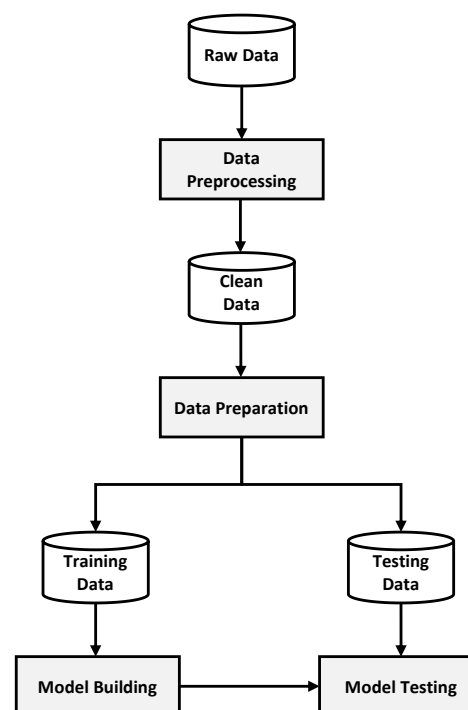 Raw Data
Data
Preprocessing
Clean
Data
Data Preparation
Training
Data
Testing
Data
Model Building
Model Testing